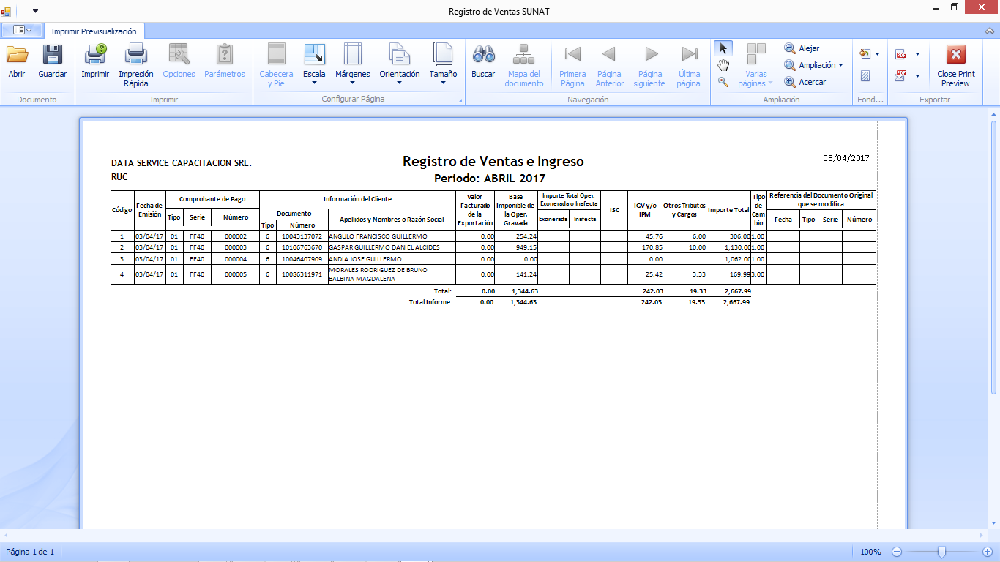 Registro de Ventas SUNAT
Imprimir Previsualización
Abrir Guardar Imprimir Impresión Rápida Opciones Parámetros Cabecera y Pie Escala Márgenes Orientación Tamaño Buscar Mapa del documento Primera Página Página Anterior Página siguiente Última página Varias páginas Alejar Ampliación Acercar PDF PDF Close Print Preview
Documento Imprimir Configurar Página Navegación Ampliación Fond... Exportar
DATA SERVICE CAPACITACION SRL. Registro de Ventas e Ingreso 03/04/2017
RUC Periodo: ABRIL 2017
Código Fecha de Emisión Comprobante de Pago Información del Cliente Valor Facturado de la Exportación Base Imponible de la Oper. Gravada Importe Total Oper. Exonerada o Inafecta ISC IGV y/o IPM Otros Tributos y Cargos Importe Total Tipo de Cam bio Referencia del Documento Original que se modifica
Tipo Serie Número Documento Apellidos y Nombres o Razón Social Exonerada Inafecta Fecha Tipo Serie Número
Tipo Número
1 03/04/17 01 FF40 000002 6 10043137072 ANGULO FRANCISCO GUILLERMO 0.00 254.24 45.76 6.00 306.00 1.00
2 03/04/17 01 FF40 000003 6 10106763670 GASPAR GUILLERMO DANIEL ALCIDES 0.00 949.15 170.85 10.00 1,130.00 1.00
3 03/04/17 01 FF40 000004 6 10046407909 ANDIA JOSE GUILLERMO 0.00 0.00 0.00 1,062.00 1.00
4 03/04/17 01 FF40 000005 6 10086311971 MORALES RODRIGUEZ DE BRUNO BALBINA MAGDALENA 0.00 141.24 25.42 3.33 169.99 3.00
Total: 0.00 1,344.63 242.03 19.33 2,667.99
Total Informe: 0.00 1,344.63 242.03 19.33 2,667.99
Página 1 de 1 100%